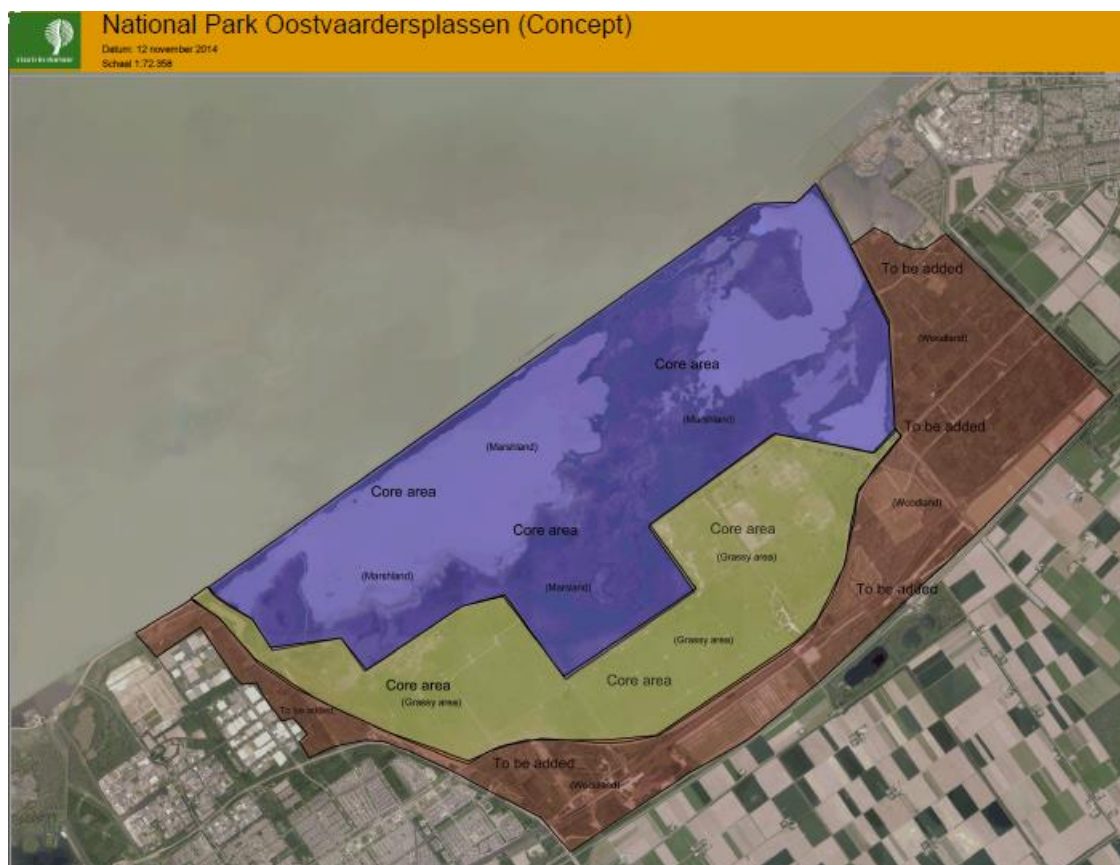 National Park Oostvaardersplassen (Concept)
Datum: 12 november 2014
Schaal 1:72.358
To be added
(Woodland)
Core area
(Marshland)
To be added
(Marshland)
Core area
(Woodland)
Core area
Core area
(Grassy area)
(Marshland)
(Marsland)
To be added
(Grassy area)
Core area
Core area
(Grassy area)
To be added
To be added
(Woodland)